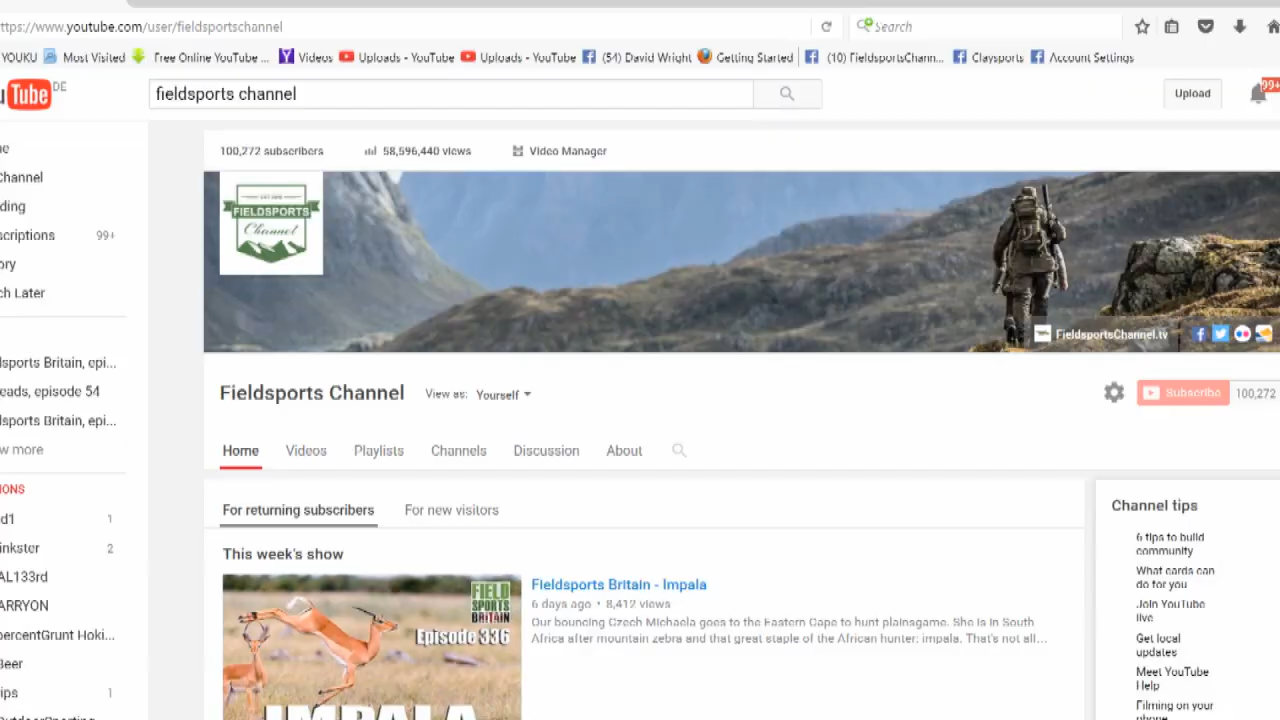 ttps://www.youtube.com/user/fieldsportschannel
Search
YOUKU Most Visited Free Online YouTube ... Videos Uploads - YouTube Uploads - YouTube (54) David Wright Getting Started (10) FieldsportsChann... Claysports Account Settings
Tube DE
fieldsports channel
Upload
99+
100,272 subscribers 58,596,440 views Video Manager
FIELDSPORTS
Channel
FieldsportsChannel.tv
Fieldsports Channel View as: Yourself
Subscribe 100,272
Home Videos Playlists Channels Discussion About
For returning subscribers For new visitors
This week's show
FIELD
SPORTS
BRITAIN
Episode 336
IMPALA
Fieldsports Britain - Impala
6 days ago • 8,412 views
Our bouncing Czech Michaela goes to the Eastern Cape to hunt plainsgame. She is in South
Africa after mountain zebra and that great staple of the African hunter: impala. That's not all...
Channel tips
6 tips to build
community
What cards can
do for you
Join YouTube
live
Get local
updates
Meet YouTube
Help
Filming on your
phone
ne
Channel
ding
scriptions 99+
ory
ch Later
dsports Britain, epi...
eads, episode 54
dsports Britain, epi...
w more
IONS
d1 1
inkster 2
AL133rd
ARRYON
percentGrunt Hoki...
Beer
ips 1